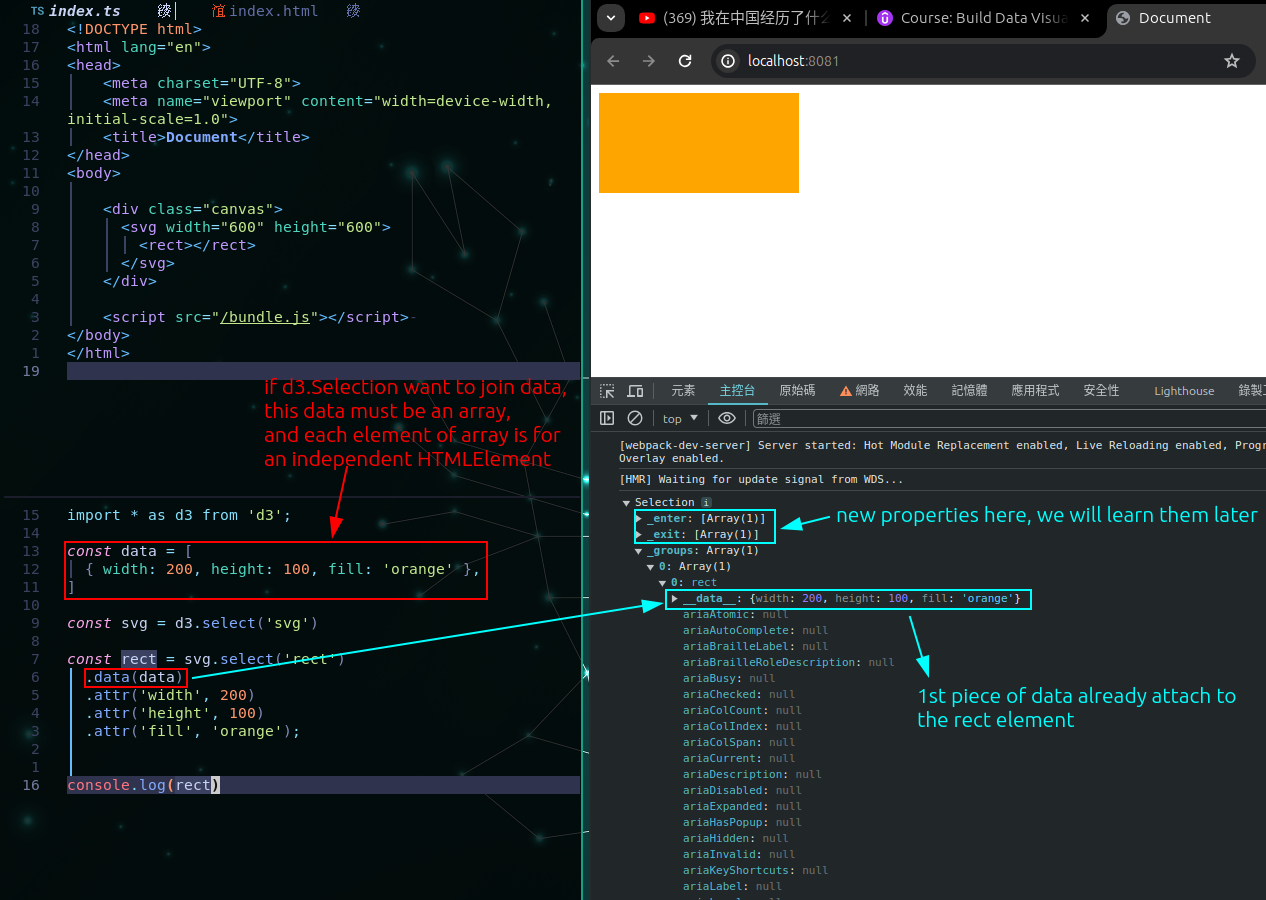 TS index.ts
index.html
18 <!DOCTYPE html>
17 <html lang="en">
16 <head>
15 <meta charset="UTF-8">
14 <meta name="viewport" content="width=device-width,
initial-scale=1.0">
13 <title>Document</title>
12 </head>
11 <body>
10
9 <div class="canvas">
8 <svg width="600" height="600">
7 <rect></rect>
6 </svg>
5 </div>
4
3 <script src="/bundle.js"></script>
2 </body>
1 </html>
19
if d3.Selection want to join data,
this data must be an array,
and each element of array is for
an independent HTMLElement
15 import * as d3 from 'd3';
14
13 const data = [
12 { width: 200, height: 100, fill: 'orange' },
11 ]
10
9 const svg = d3.select('svg')
8
7 const rect = svg.select('rect')
6 .data(data)
5 .attr('width', 200)
4 .attr('height', 100)
3 .attr('fill', 'orange');
2
1
16 console.log(rect)
(369) 我在中国经历了什么
Course: Build Data Visua
Document
localhost:8081
元素 主控台 原始碼 網路 效能 記憶體 應用程式 安全性 Lighthouse 錄製工
top 篩選
[webpack-dev-server] Server started: Hot Module Replacement enabled, Live Reloading enabled, Progr
Overlay enabled.
[HMR] Waiting for update signal from WDS...
Selection i
_enter: [Array(1)]
_exit: [Array(1)]
new properties here, we will learn them later
_groups: Array(1)
0: Array(1)
0: rect
__data__: {width: 200, height: 100, fill: 'orange'}
ariaAtomic: null
ariaAutoComplete: null
ariaBrailleLabel: null
ariaBrailleRoleDescription: null
ariaBusy: null
ariaChecked: null
ariaColCount: null
ariaColIndex: null
ariaColSpan: null
ariaCurrent: null
ariaDescription: null
ariaDisabled: null
ariaExpanded: null
ariaHasPopup: null
ariaHidden: null
ariaInvalid: null
ariaKeyShortcuts: null
ariaLabel: null
1st piece of data already attach to
the rect element